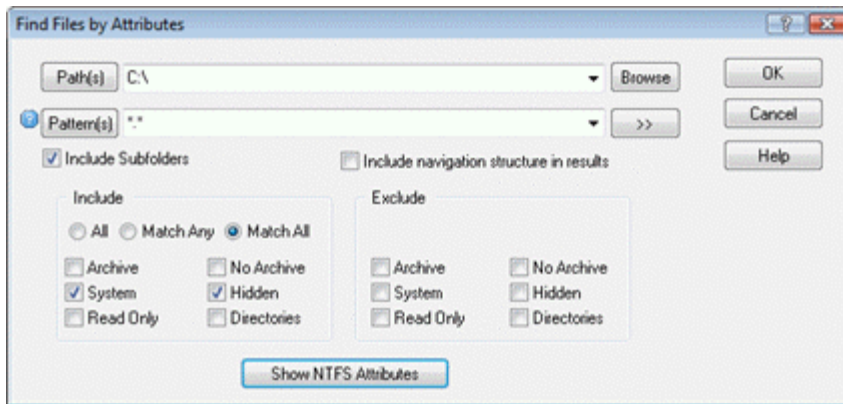 Find Files by Attributes
Path(s) C:\ Browse OK
Pattern(s) *.* >> Cancel
Include Subfolders Include navigation structure in results Help
Include Exclude
All Match Any Match All
Archive No Archive Archive No Archive
System Hidden System Hidden
Read Only Directories Read Only Directories
Show NTFS Attributes